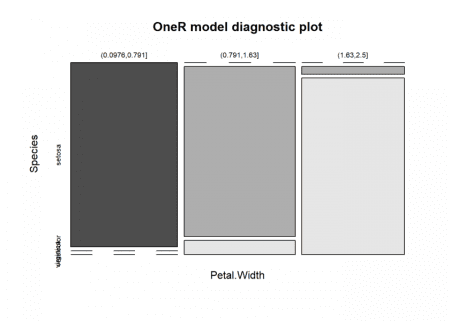 OneR model diagnostic plot
(0.0976,0.791]
(0.791,1.63]
(1.63,2.5]
Species
setosa
Petal.Width